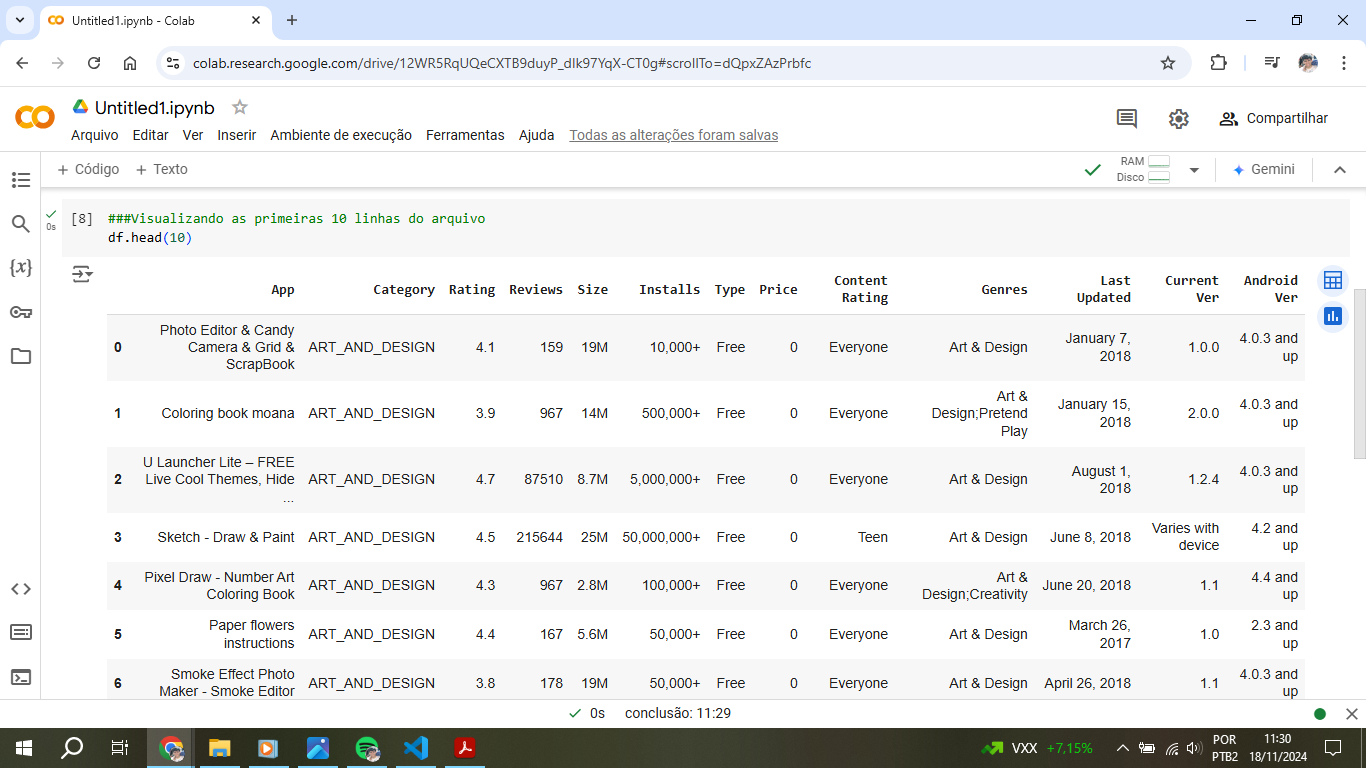 Untitled1.ipynb - Colab
colab.research.google.com/drive/12WR5RqUQeCXTB9duyP_dIk97YqX-CT0g#scrollTo=dQpxZAzPrbfc
Untitled1.ipynb
Arquivo Editar Ver Inserir Ambiente de execução Ferramentas Ajuda Todas as alterações foram salvas
Compartilhar
+ Código + Texto
RAM
Disco
Gemini
0s
[8] ###Visualizando as primeiras 10 linhas do arquivo
df.head(10)
App Category Rating Reviews Size Installs Type Price Content Rating Genres Last Updated Current Ver Android Ver
0 Photo Editor & Candy Camera & Grid & ScrapBook ART_AND_DESIGN 4.1 159 19M 10,000+ Free 0 Everyone Art & Design January 7, 2018 1.0.0 4.0.3 and up
1 Coloring book moana ART_AND_DESIGN 3.9 967 14M 500,000+ Free 0 Everyone Art & Design;Pretend Play January 15, 2018 2.0.0 4.0.3 and up
2 U Launcher Lite – FREE Live Cool Themes, Hide ... ART_AND_DESIGN 4.7 87510 8.7M 5,000,000+ Free 0 Everyone Art & Design August 1, 2018 1.2.4 4.0.3 and up
3 Sketch - Draw & Paint ART_AND_DESIGN 4.5 215644 25M 50,000,000+ Free 0 Teen Art & Design June 8, 2018 Varies with device 4.2 and up
4 Pixel Draw - Number Art Coloring Book ART_AND_DESIGN 4.3 967 2.8M 100,000+ Free 0 Everyone Art & Design;Creativity June 20, 2018 1.1 4.4 and up
5 Paper flowers instructions ART_AND_DESIGN 4.4 167 5.6M 50,000+ Free 0 Everyone Art & Design March 26, 2017 1.0 2.3 and up
6 Smoke Effect Photo Maker - Smoke Editor ART_AND_DESIGN 3.8 178 19M 50,000+ Free 0 Everyone Art & Design April 26, 2018 1.1 4.0.3 and up
0s conclusão: 11:29
VXX +7,15%
POR
PTB2
11:30
18/11/2024